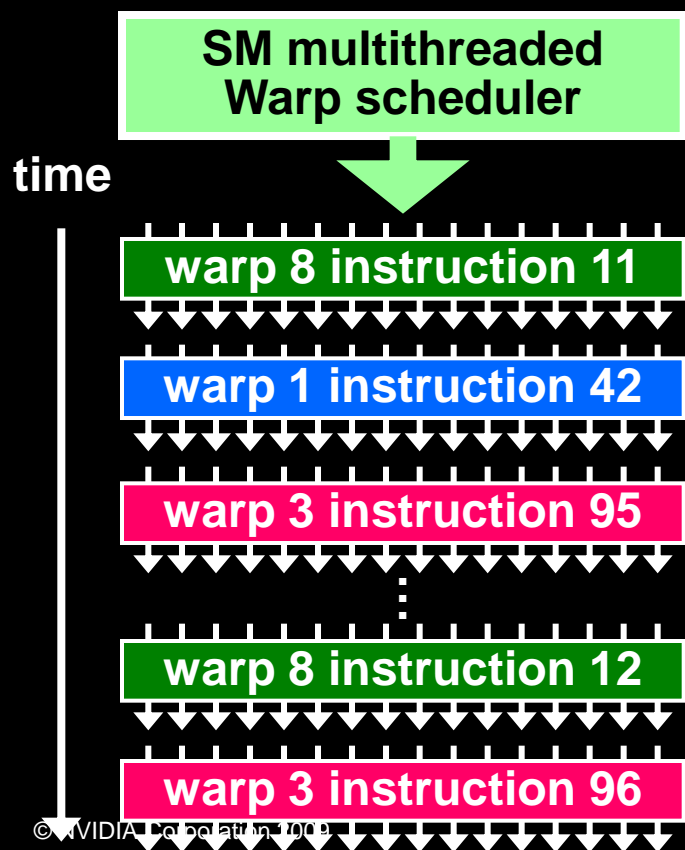 SM multithreaded
Warp scheduler
time
warp 8 instruction 11
warp 1 instruction 42
warp 3 instruction 95
⋮
warp 8 instruction 12
warp 3 instruction 96
© NVIDIA Corporation 2009